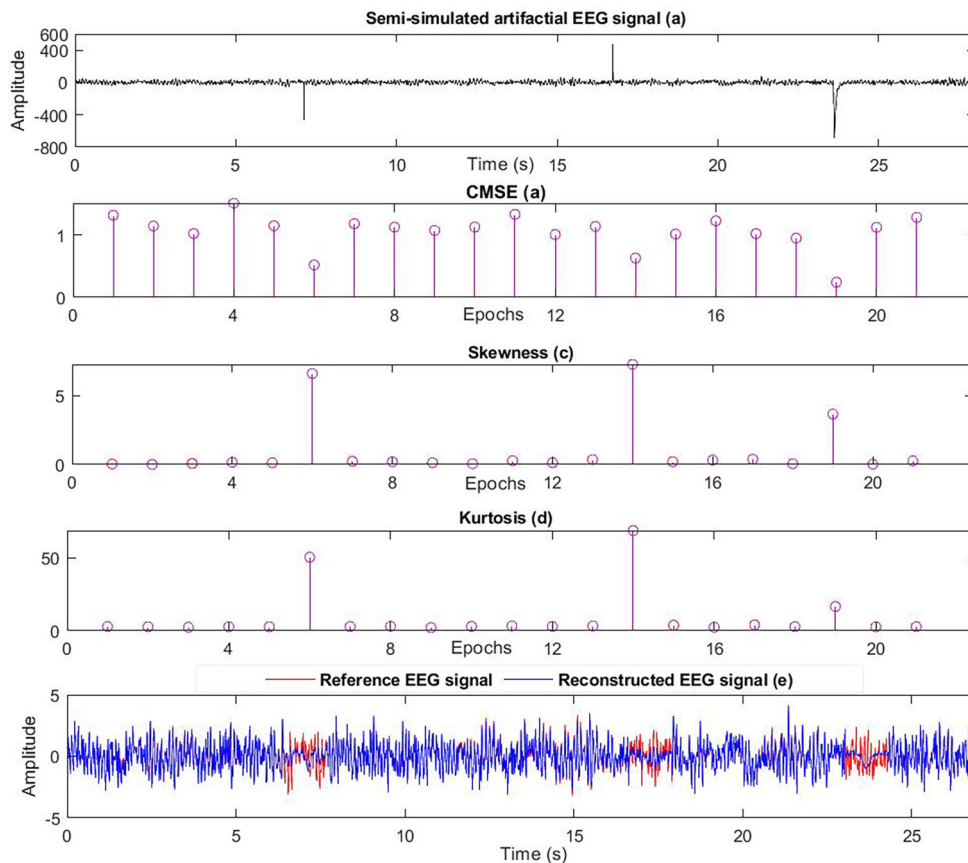 Semi-simulated artifactial EEG signal (a)
600
400
0
-400
-800
Amplitude
0 5 10 15 20 25
Time (s)
CMSE (a)
1
0
0 4 8 12 16 20
Epochs
Skewness (c)
5
0
0 4 8 12 16 20
Epochs
Kurtosis (d)
50
0
0 4 8 12 16 20
Epochs
Reference EEG signal Reconstructed EEG signal (e)
5
0
-5
Amplitude
0 5 10 15 20 25
Time (s)